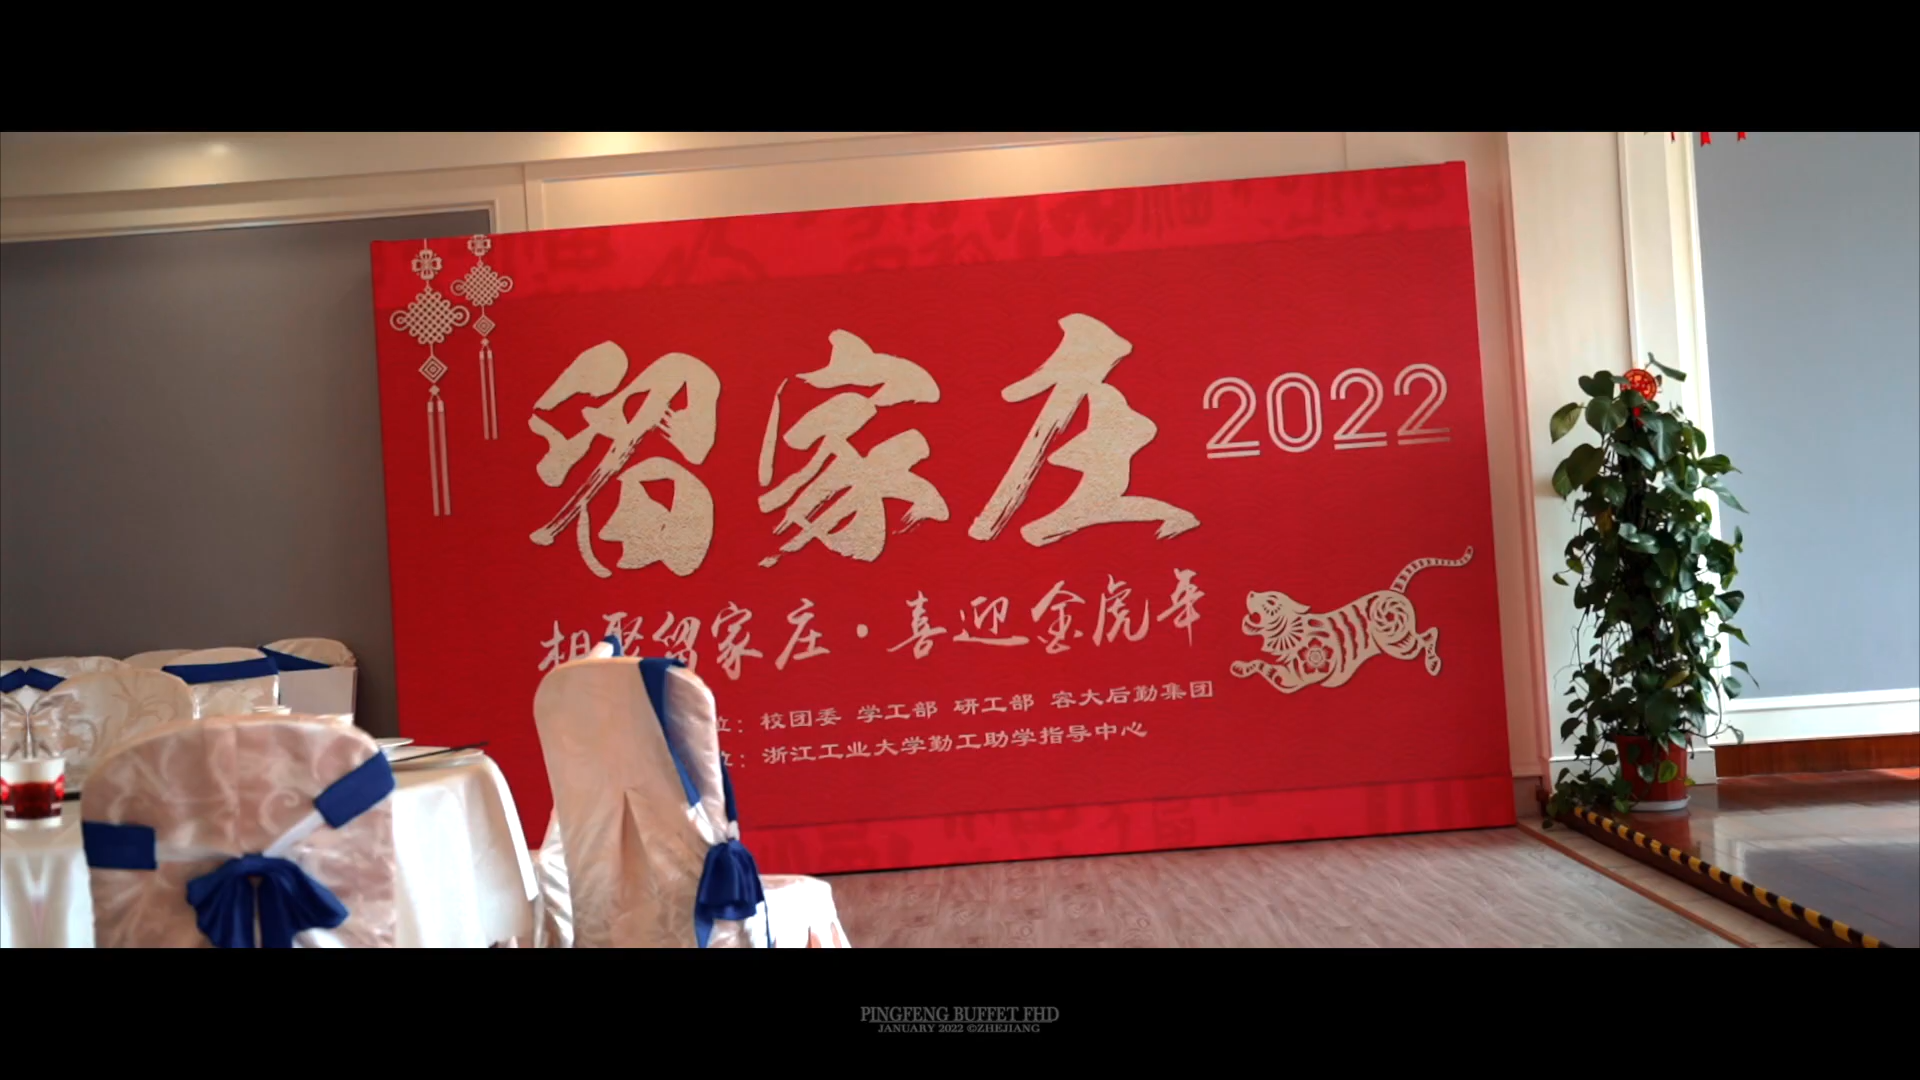 留家庄
2022
相聚留家庄·喜迎金虎年
位：校团委 学工部 研工部 容大后勤集团
位：浙江工业大学勤工助学指导中心
PINGFENG BUFFET FHD
JANUARY 2022 ©ZHEJIANG